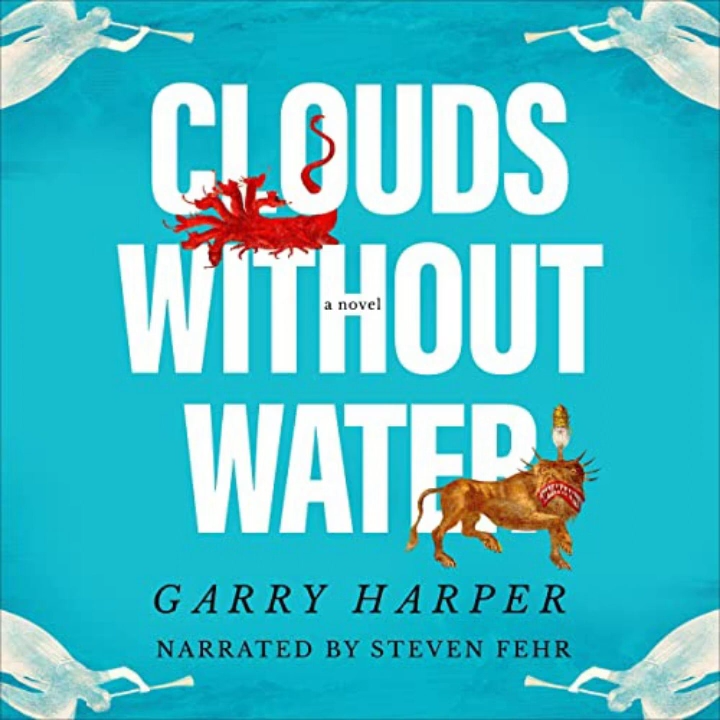 CLOUDS
WITHOUT
a novel
WATER
GARRY HARPER
NARRATED BY STEVEN FEHR